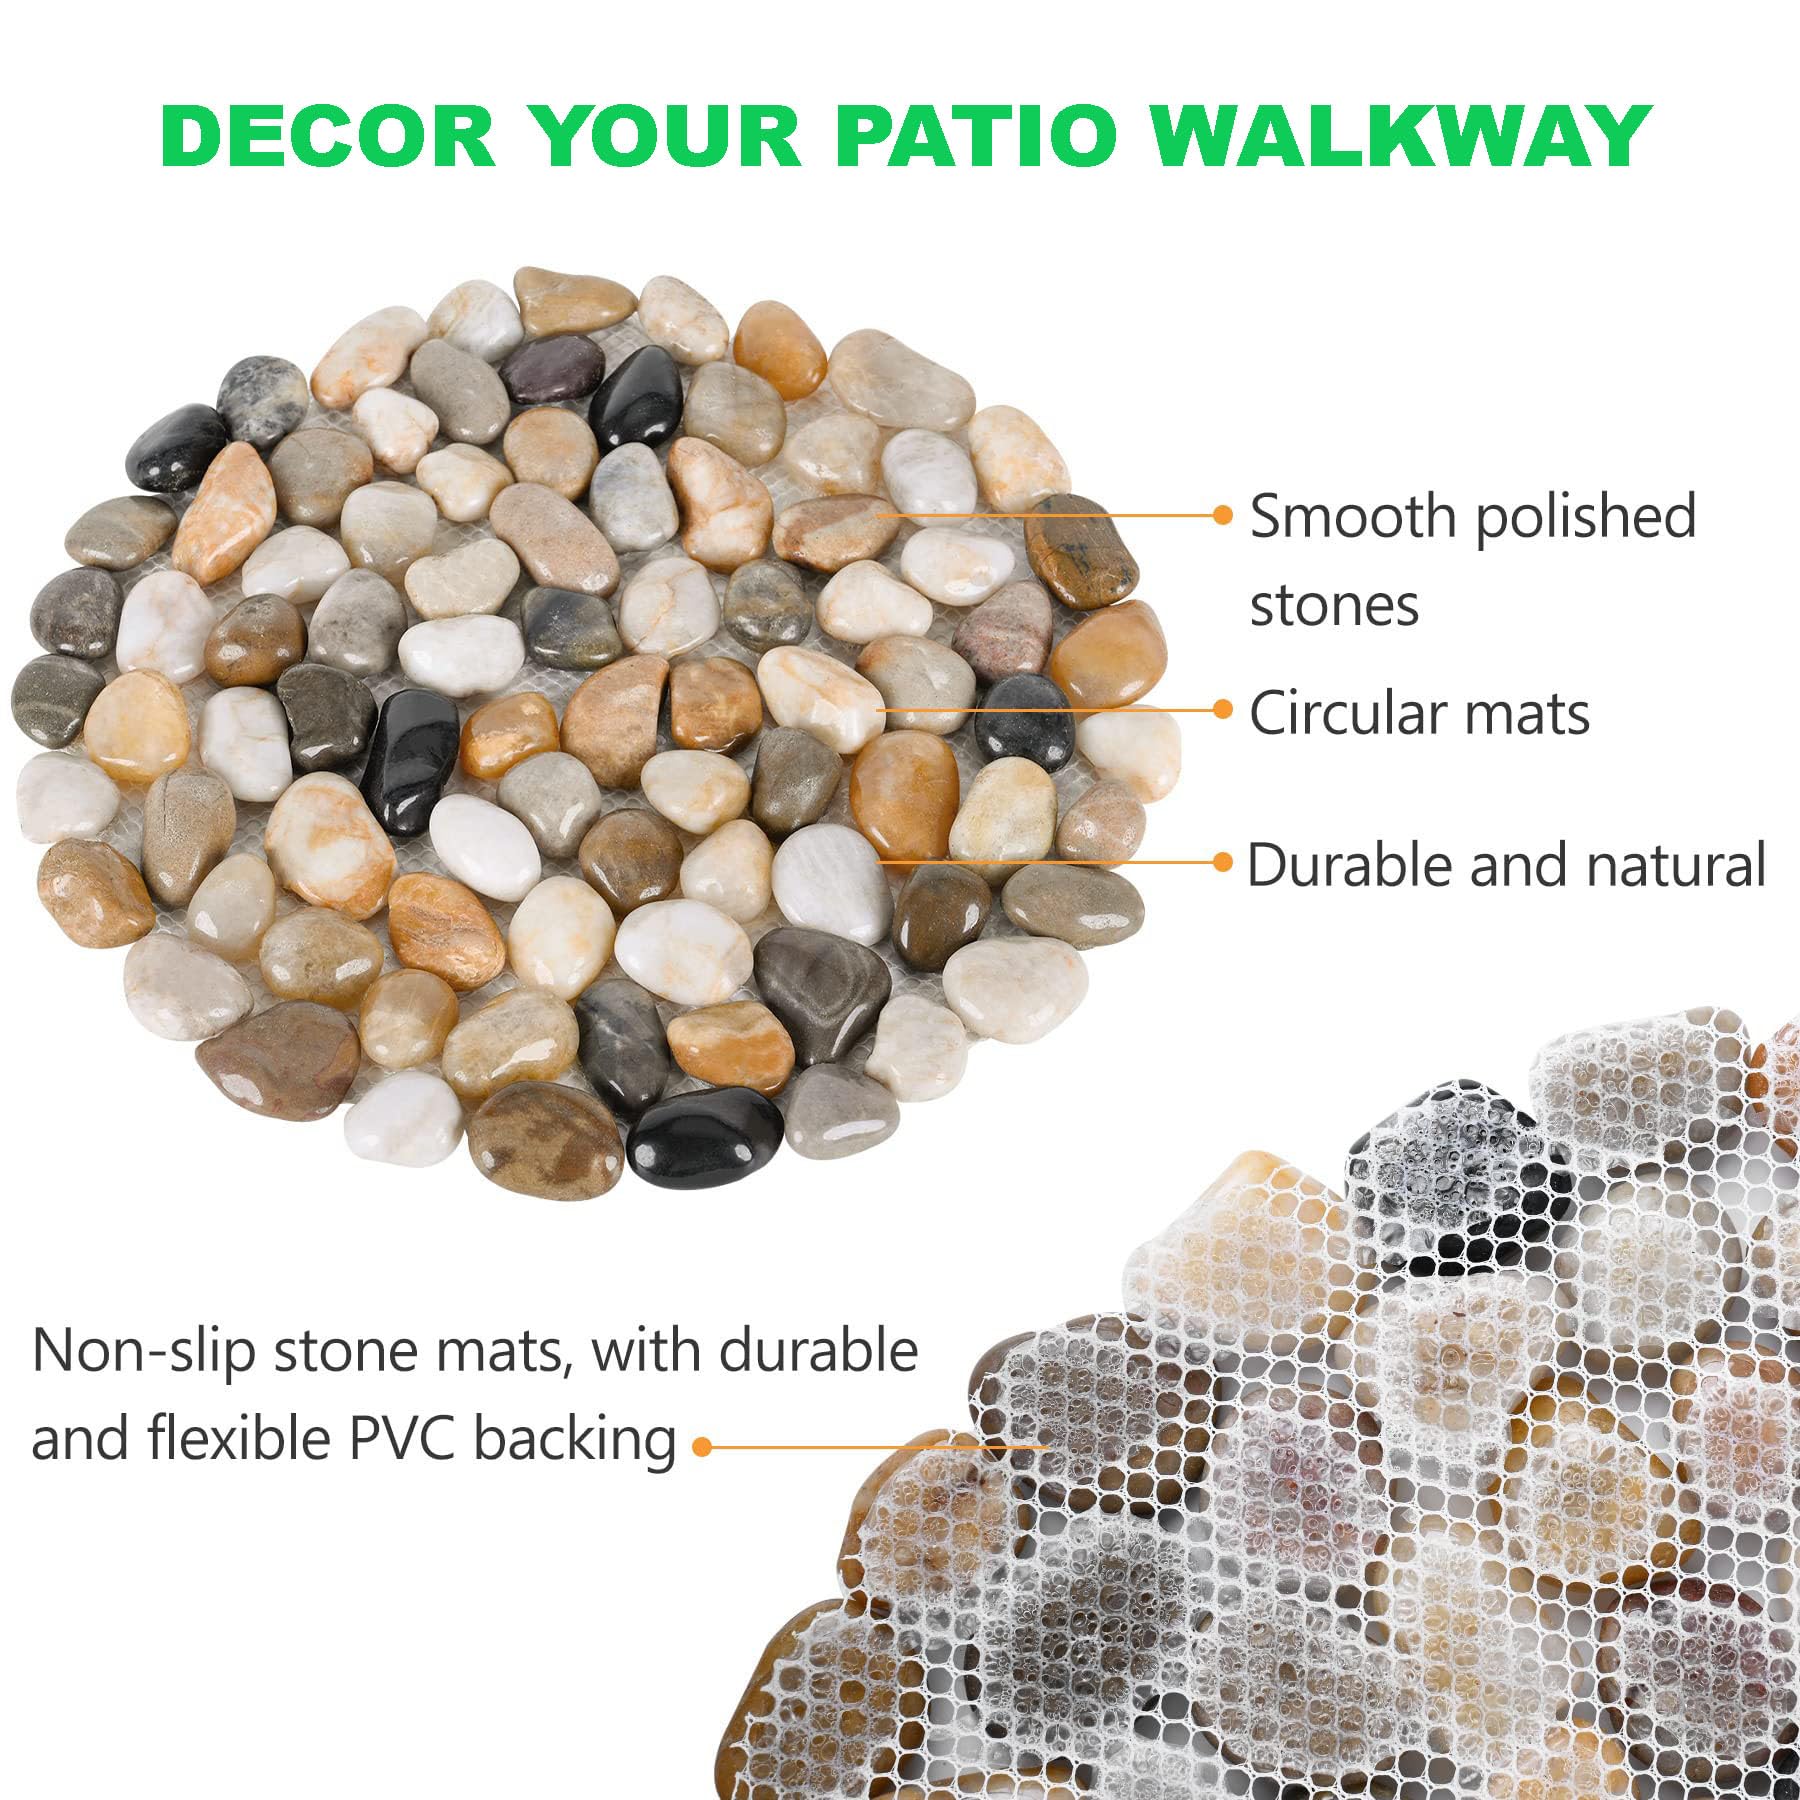 DECOR YOUR PATIO WALKWAY
Smooth polished
stones
Circular mats
Durable and natural
Non-slip stone mats, with durable
and flexible PVC backing